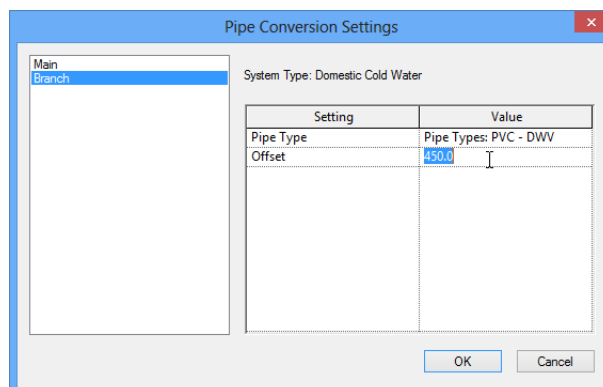 Pipe Conversion Settings
Main
Branch
System Type: Domestic Cold Water
Setting Value
Pipe Type Pipe Types: PVC - DWV
Offset 450.0
OK Cancel